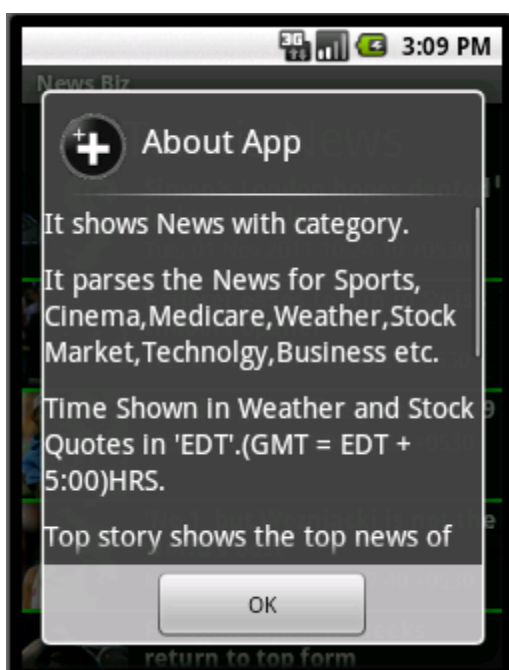 3G
3:09 PM
News Biz
About App
It shows News with category.
It parses the News for Sports,
Cinema,Medicare,Weather,Stock
Market,Technolgy,Business etc.
Time Shown in Weather and Stock
Quotes in 'EDT'.(GMT = EDT +
5:00)HRS.
Top story shows the top news of
OK
return to top form